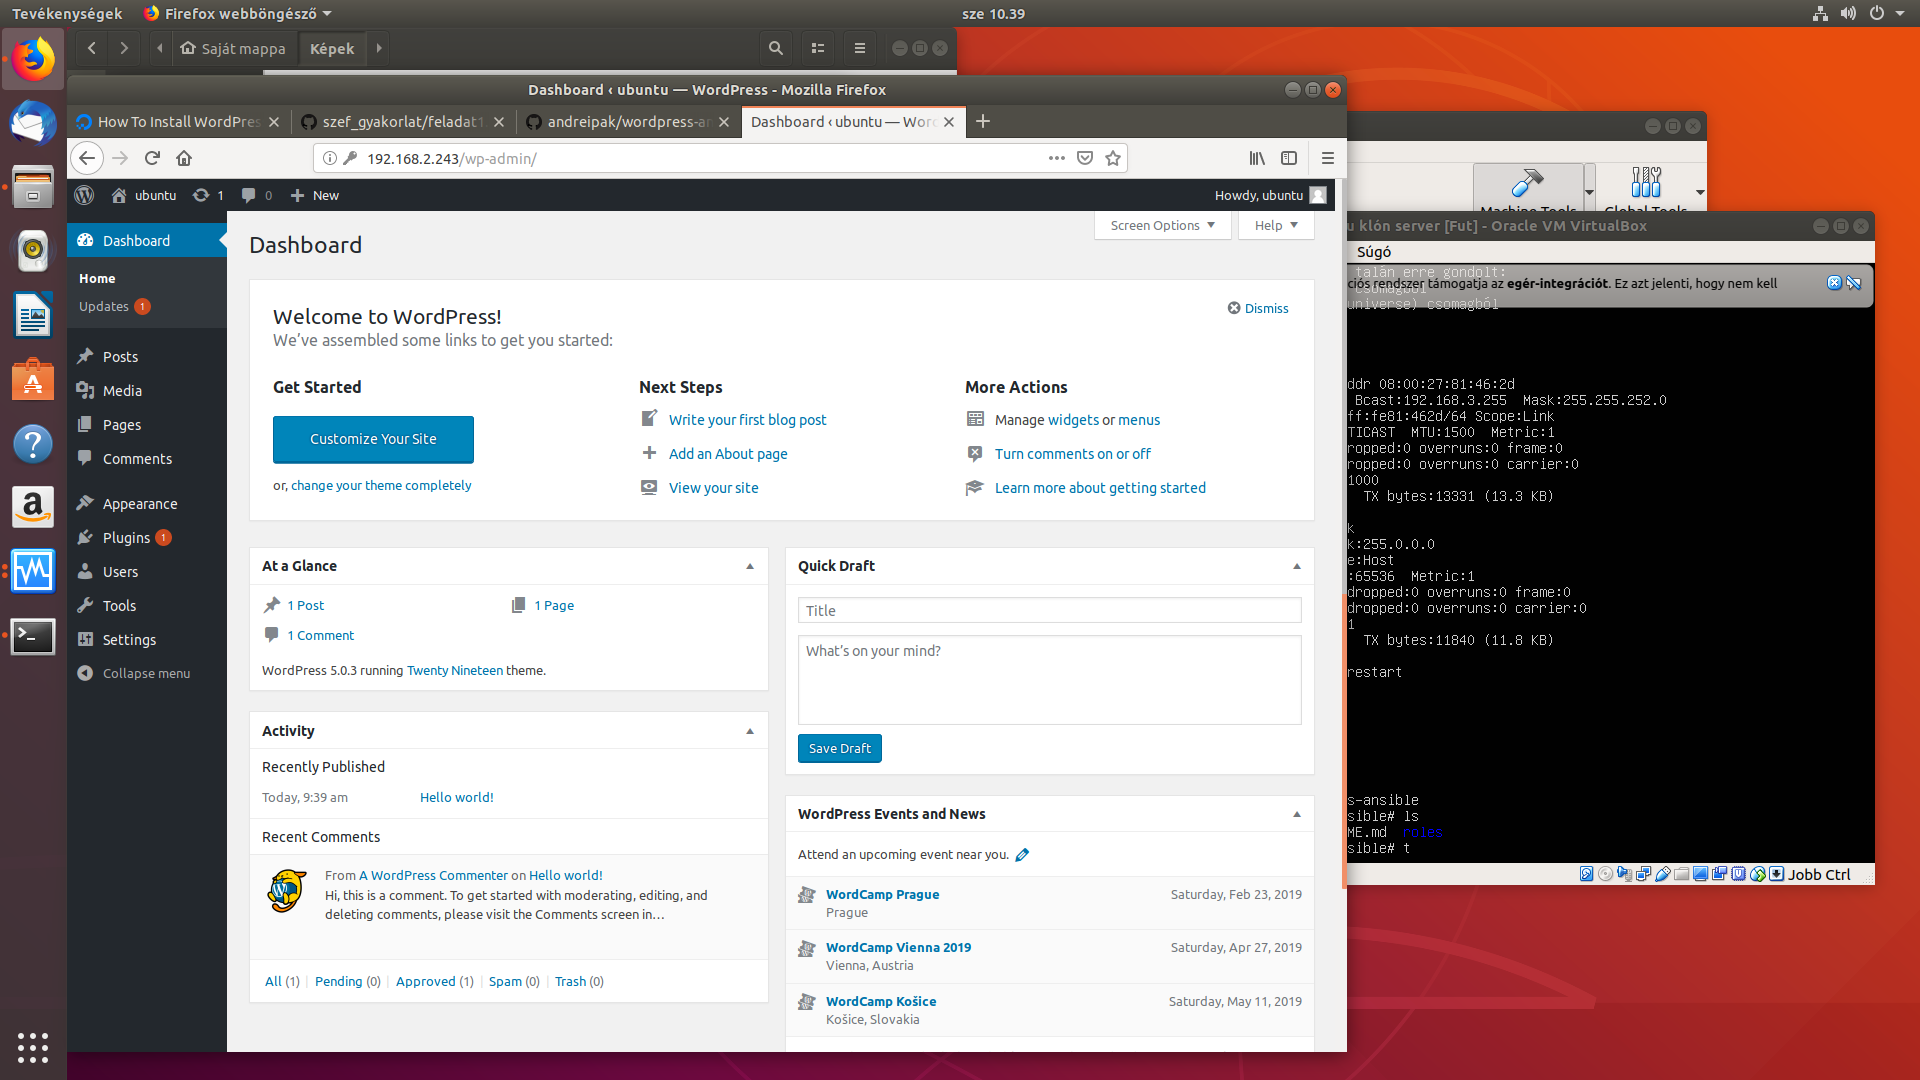 Tevékenységek
Firefox webböngésző
sze 10.39
Saját mappa
Képek
Dashboard ‹ ubuntu — WordPress - Mozilla Firefox
How To Install WordPres
szef_gyakorlat/feladat1
andreipak/wordpress-an
Dashboard ‹ ubuntu — Word
192.168.2.243/wp-admin/
ubuntu
1
0
New
Howdy, ubuntu
Dashboard
Home
Updates 1
Posts
Media
Pages
Comments
Appearance
Plugins 1
Users
Tools
Settings
Collapse menu
Screen Options
Help
Dashboard
Welcome to WordPress!
We've assembled some links to get you started:
Dismiss
Get Started
Customize Your Site
or, change your theme completely
Next Steps
Write your first blog post
Add an About page
View your site
More Actions
Manage widgets or menus
Turn comments on or off
Learn more about getting started
At a Glance
1 Post
1 Page
1 Comment
WordPress 5.0.3 running Twenty Nineteen theme.
Activity
Recently Published
Today, 9:39 am
Hello world!
Recent Comments
From A WordPress Commenter on Hello world!
Hi, this is a comment. To get started with moderating, editing, and
deleting comments, please visit the Comments screen in…
All (1) | Pending (0) | Approved (1) | Spam (0) | Trash (0)
Quick Draft
Title
What's on your mind?
Save Draft
WordPress Events and News
Attend an upcoming event near you.
WordCamp Prague
Saturday, Feb 23, 2019
Prague
WordCamp Vienna 2019
Saturday, Apr 27, 2019
Vienna, Austria
WordCamp Košice
Saturday, May 11, 2019
Košice, Slovakia
Machine Tools
Global Tools
u klón server [Fut] - Oracle VM VirtualBox
Súgó
talán erre gondolt:
ciós rendszer támogatja az egér-integrációt. Ez azt jelenti, hogy nem kell
csomagból
universe) csomagból
ddr 08:00:27:81:46:2d
Bcast:192.168.3.255 Mask:255.255.252.0
ff:fe81:462d/64 Scope:Link
TICAST MTU:1500 Metric:1
ropped:0 overruns:0 frame:0
ropped:0 overruns:0 carrier:0
1000
TX bytes:13331 (13.3 KB)
k
k:255.0.0.0
e:Host
:65536 Metric:1
dropped:0 overruns:0 frame:0
dropped:0 overruns:0 carrier:0
1
TX bytes:11840 (11.8 KB)
restart
s-ansible
sible# ls
ME.md roles
sible# t
Jobb Ctrl